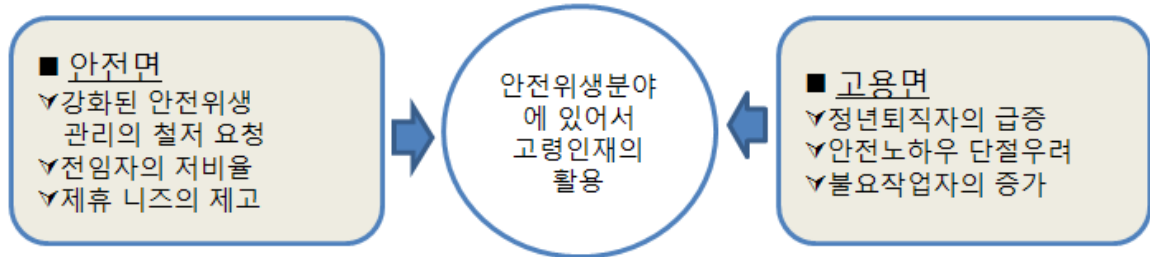 ■ 안전면
⮛강화된 안전위생
관리의 철저 요청
⮛전임자의 저비율
⮛제휴 니즈의 제고
안전위생분야
에 있어서
고령인재의
활용
■ 고용면
⮛정년퇴직자의 급증
⮛안전노하우 단절우려
⮛불요작업자의 증가